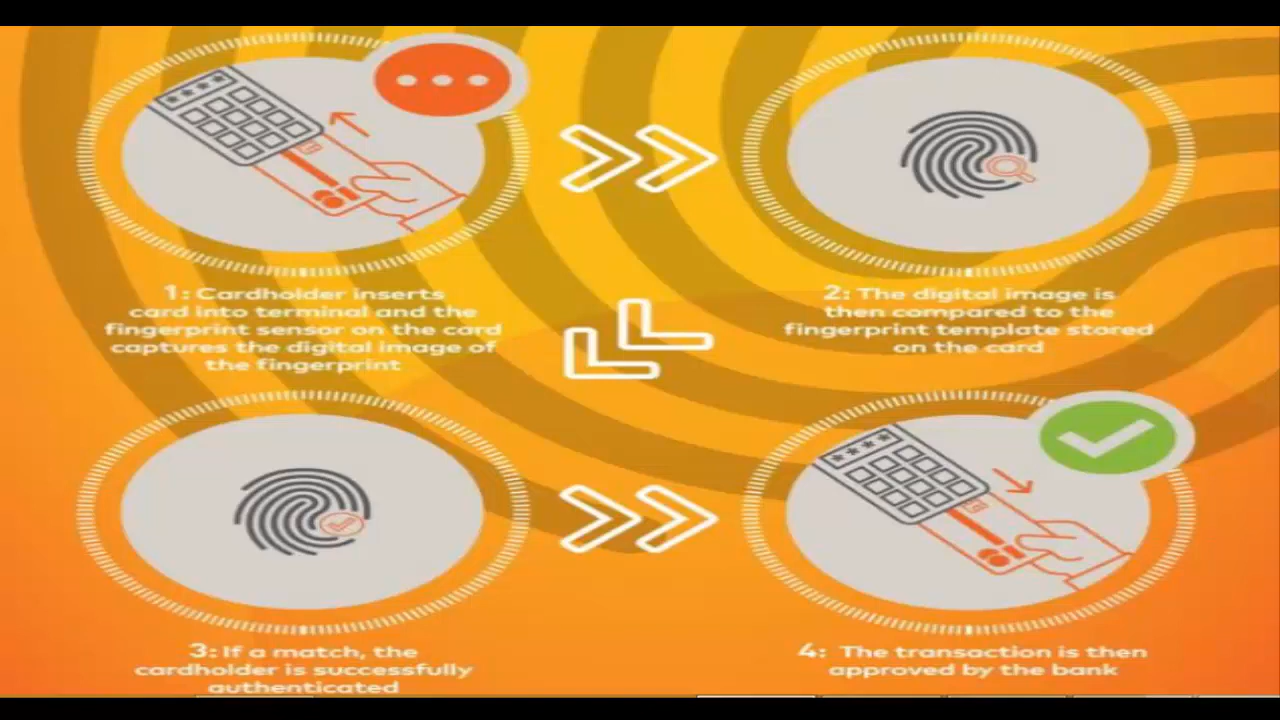 1: Cardholder inserts
card into terminal and the
fingerprint sensor on the card
captures the digital image of
the fingerprint
2: The digital image is
then compared to the
fingerprint template stored
on the card
3: If a match, the
cardholder is successfully
authenticated
4: The transaction is then
approved by the bank